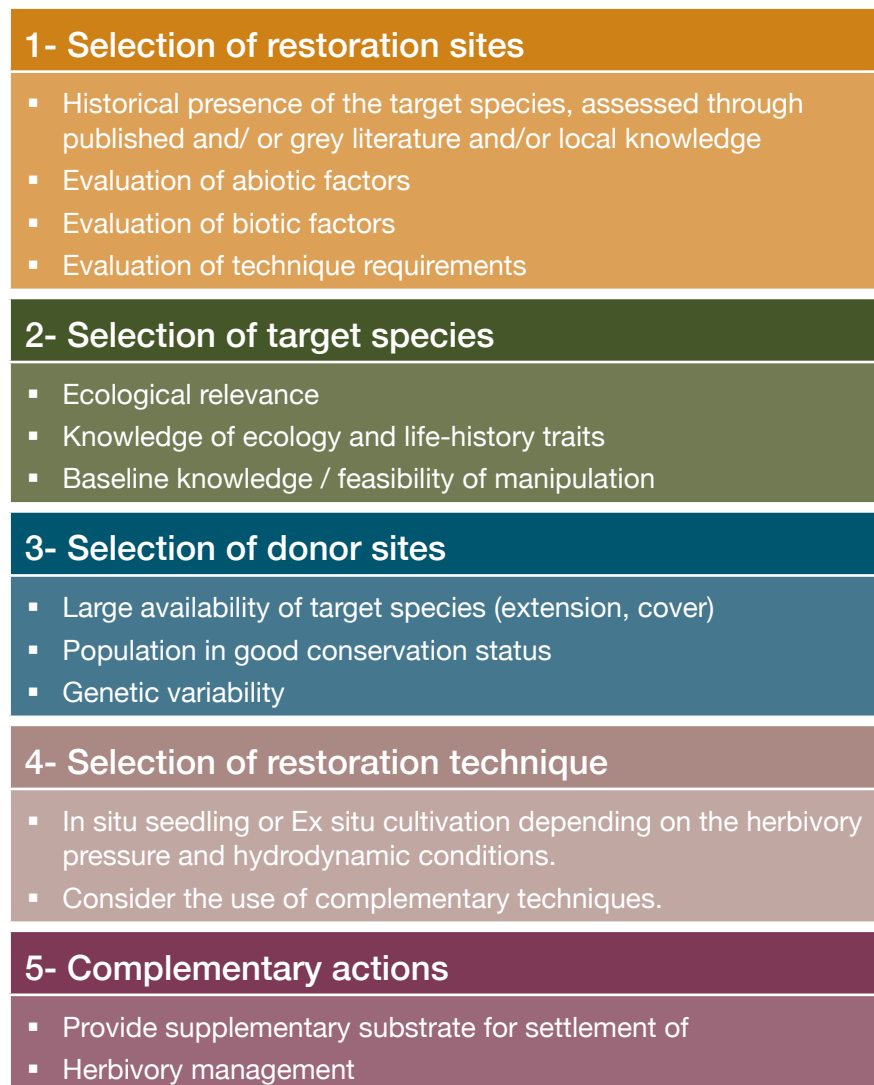 1- Selection of restoration sites
▪ Historical presence of the target species, assessed through
published and/ or grey literature and/or local knowledge
▪ Evaluation of abiotic factors
▪ Evaluation of biotic factors
▪ Evaluation of technique requirements
2- Selection of target species
▪ Ecological relevance
▪ Knowledge of ecology and life-history traits
▪ Baseline knowledge / feasibility of manipulation
3- Selection of donor sites
▪ Large availability of target species (extension, cover)
▪ Population in good conservation status
▪ Genetic variability
4- Selection of restoration technique
▪ In situ seedling or Ex situ cultivation depending on the herbivory
pressure and hydrodynamic conditions.
▪ Consider the use of complementary techniques.
5- Complementary actions
▪ Provide supplementary substrate for settlement of
▪ Herbivory management